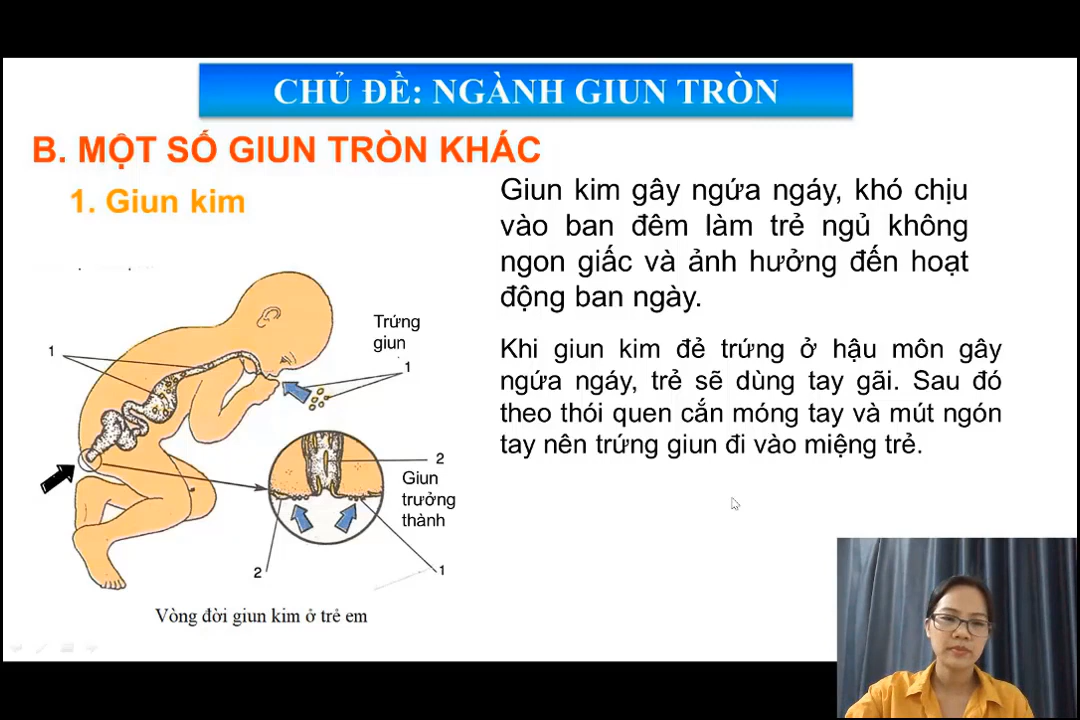 CHỦ ĐỀ: NGÀNH GIUN TRÒN
B. MỘT SỐ GIUN TRÒN KHÁC
1. Giun kim
Giun kim gây ngứa ngáy, khó chịu
vào ban đêm làm trẻ ngủ không
ngon giấc và ảnh hưởng đến hoạt
động ban ngày.
Khi giun kim đẻ trứng ở hậu môn gây
ngứa ngáy, trẻ sẽ dùng tay gãi. Sau đó
theo thói quen cắn móng tay và mút ngón
tay nên trứng giun đi vào miệng trẻ.
Trứng
giun
1
1
2
Giun
trưởng
thành
2
1
Vòng đời giun kim ở trẻ em